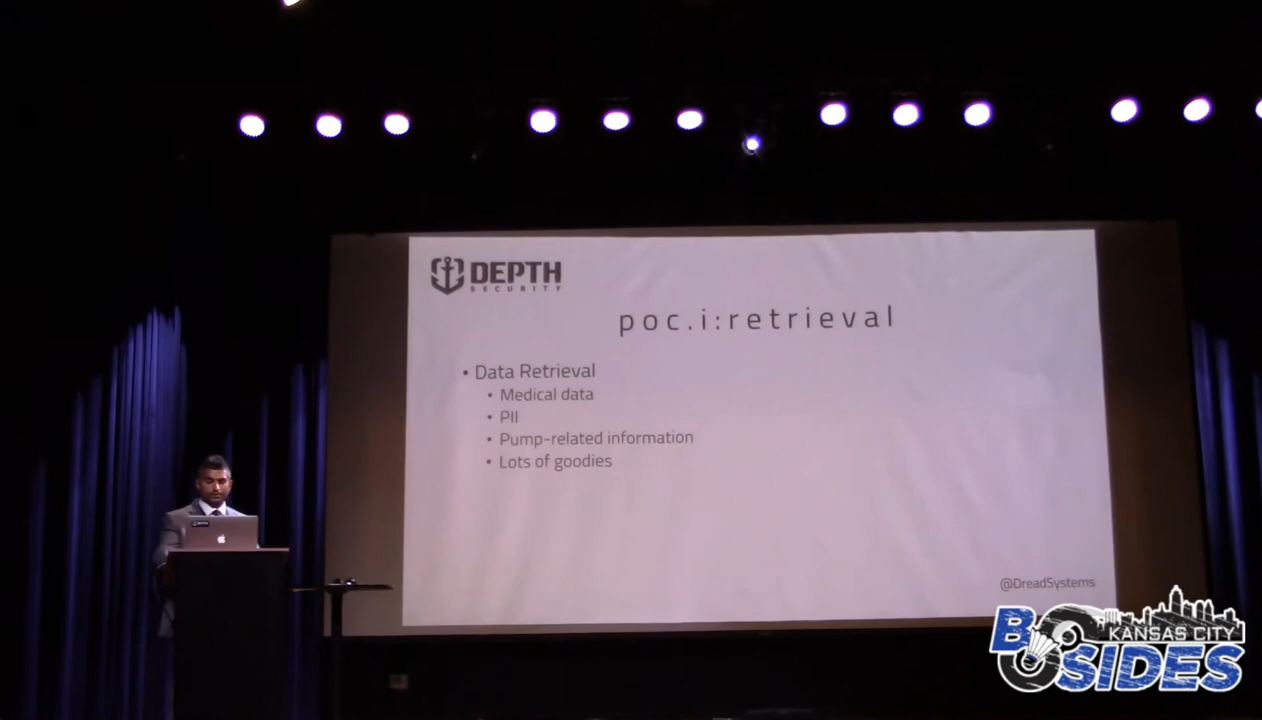 DEPTH
SECURITY
poc.i:retrieval
• Data Retrieval
• Medical data
• PII
• Pump-related information
• Lots of goodies
@DreadSystems
BSIDES
KANSAS CITY